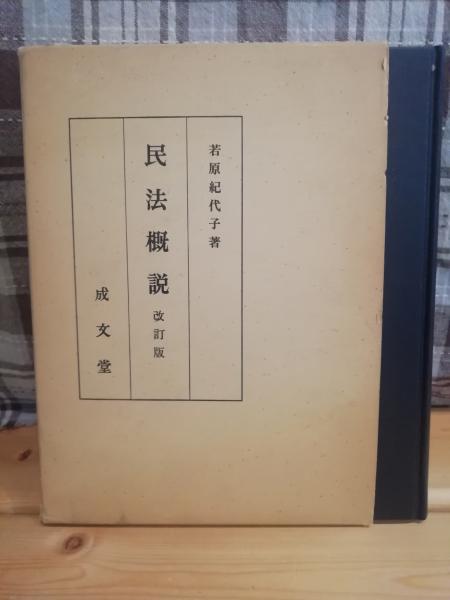 若原紀代子著
民法概説 改訂版
成文堂